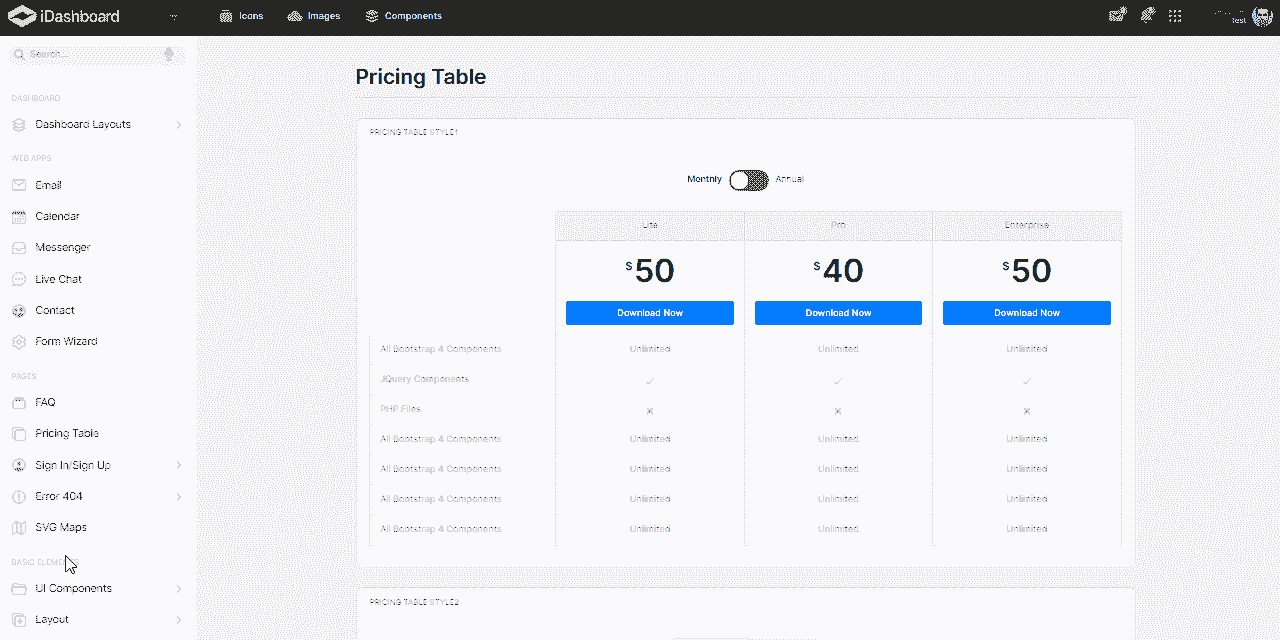 iDashboard
Icons
Images
Components
Test
Search...
DASHBOARD
Dashboard Layouts
WEB APPS
Email
Calendar
Messenger
Live Chat
Contact
Form Wizard
PAGES
FAQ
Pricing Table
Sign In/Sign Up
Error 404
SVG Maps
BASIC ELEMENTS
UI Components
Layout
Pricing Table
PRICING TABLE STYLE1
Monthly Annual
Lite Pro Enterprise
$50 $40 $50
Download Now Download Now Download Now
All Bootstrap 4 Components Unlimited Unlimited Unlimited
JQuery Components
PHP Files
All Bootstrap 4 Components Unlimited Unlimited Unlimited
All Bootstrap 4 Components Unlimited Unlimited Unlimited
All Bootstrap 4 Components Unlimited Unlimited Unlimited
All Bootstrap 4 Components Unlimited Unlimited Unlimited
PRICING TABLE STYLE2